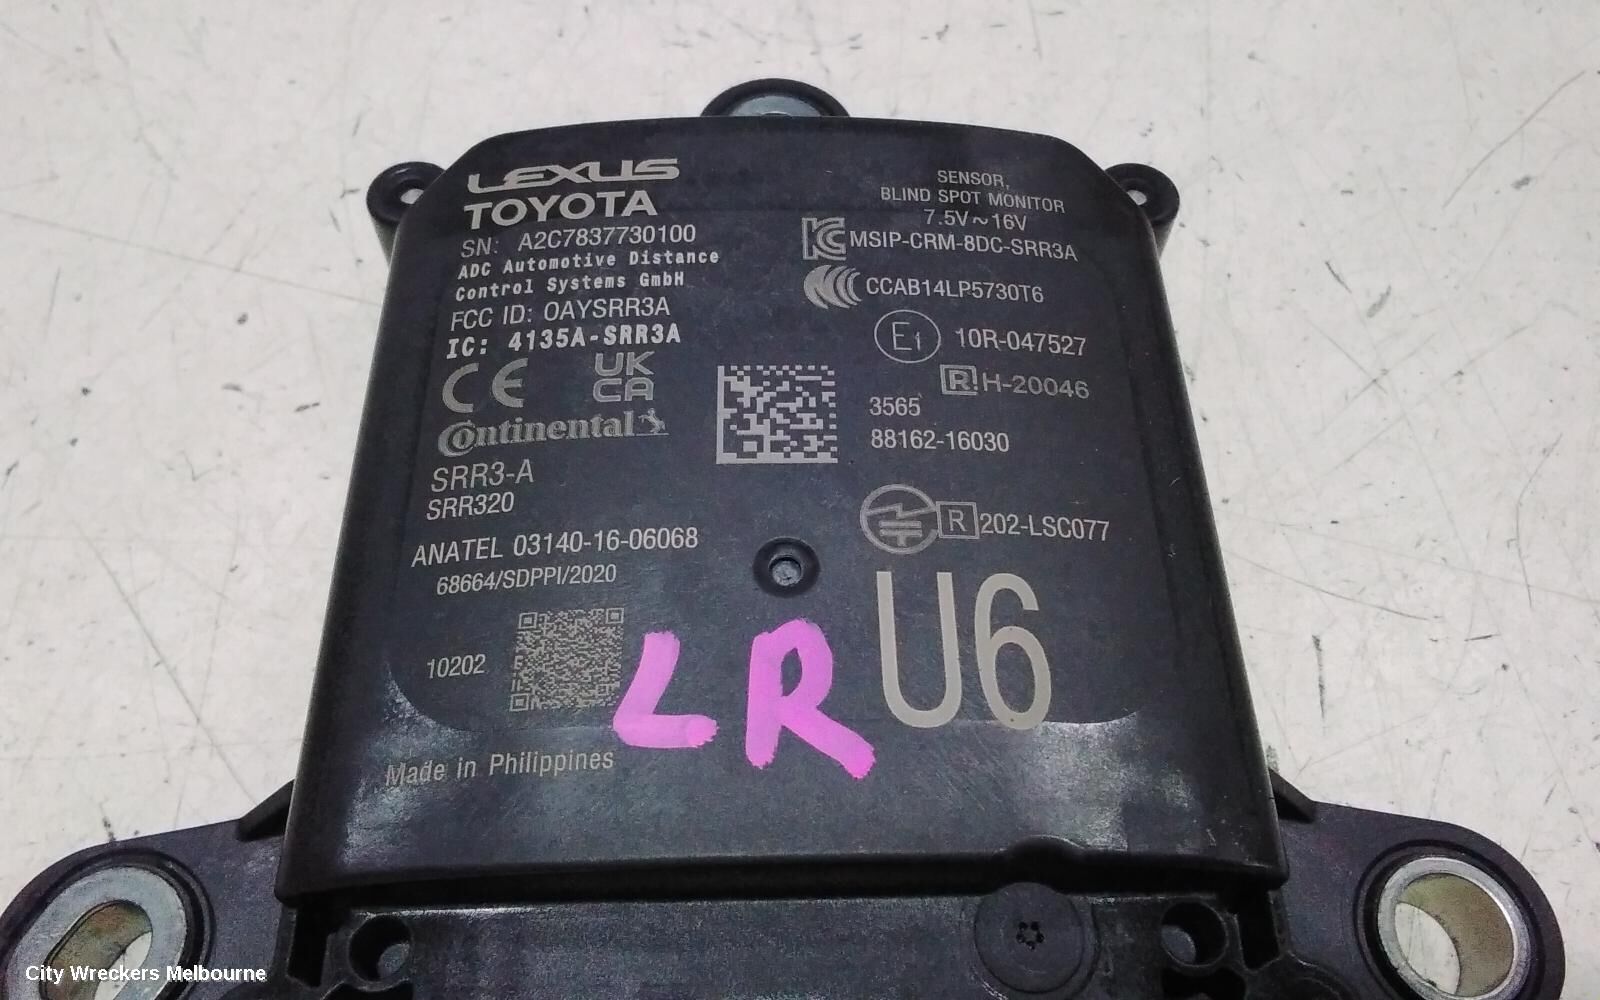 LEXUS
TOYOTA
SN: A2C7837730100
ADC Automotive Distance
Control Systems GmbH
FCC ID: OAYSRR3A
IC: 4135A-SRR3A
CE
UK
CA
Continental
SRR3-A
SRR320
ANATEL 03140-16-06068
68664/SDPPI/2020
10202
Made in Philippines
SENSOR,
BLIND SPOT MONITOR
7.5V~16V
MSIP-CRM-8DC-SRR3A
CCAB14LP5730T6
E1 10R-047527
R! H-20046
3565
88162-16030
R 202-LSC077
U6
LR
City Wreckers Melbourne